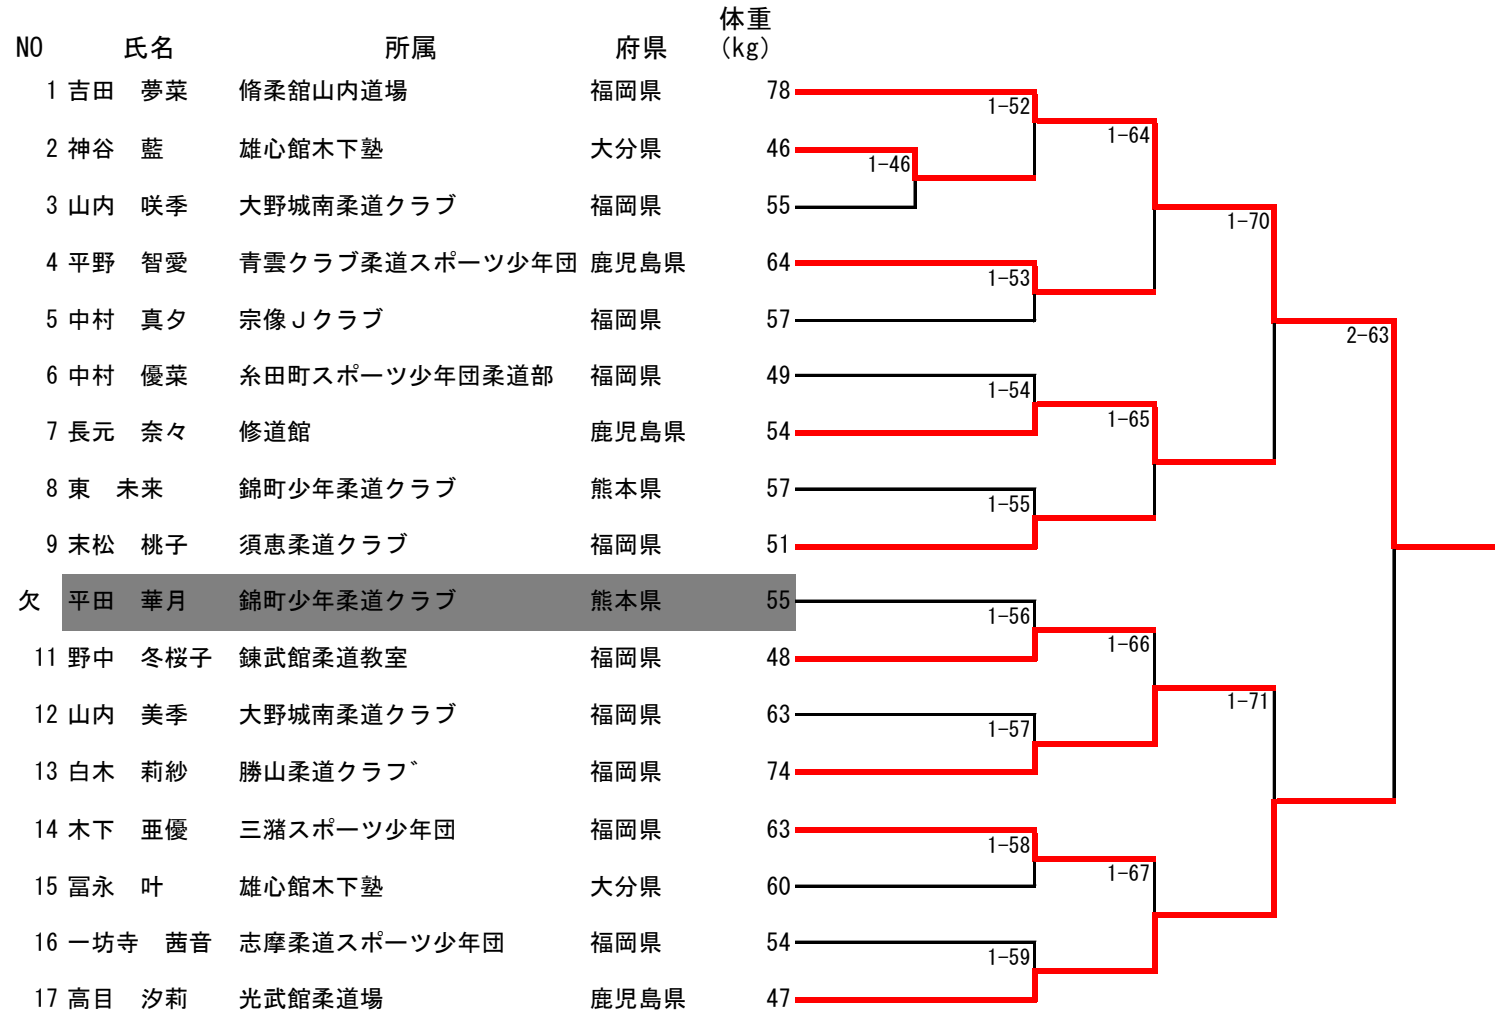 体重
NO 氏名 所属 府県 (kg)
1 吉田 夢菜 脩柔舘山内道場 福岡県 78
1-52
1-64
2 神谷 藍 雄心館木下塾 大分県 46
1-46
3 山内 咲季 大野城南柔道クラブ 福岡県 55
1-70
4 平野 智愛 青雲クラブ柔道スポーツ少年団 鹿児島県 64
1-53
5 中村 真夕 宗像Jクラブ 福岡県 57
2-63
6 中村 優菜 糸田町スポーツ少年団柔道部 福岡県 49
1-54
1-65
7 長元 奈々 修道館 鹿児島県 54
8 東 未来 錦町少年柔道クラブ 熊本県 57
1-55
9 末松 桃子 須恵柔道クラブ 福岡県 51
欠 平田 華月 錦町少年柔道クラブ 熊本県 55
1-56
1-66
11 野中 冬桜子 錬武館柔道教室 福岡県 48
1-71
12 山内 美季 大野城南柔道クラブ 福岡県 63
1-57
13 白木 莉紗 勝山柔道クラブ 福岡県 74
14 木下 亜優 三潴スポーツ少年団 福岡県 63
1-58
1-67
15 冨永 叶 雄心館木下塾 大分県 60
16 一坊寺 茜音 志摩柔道スポーツ少年団 福岡県 54
1-59
17 高目 汐莉 光武館柔道場 鹿児島県 47